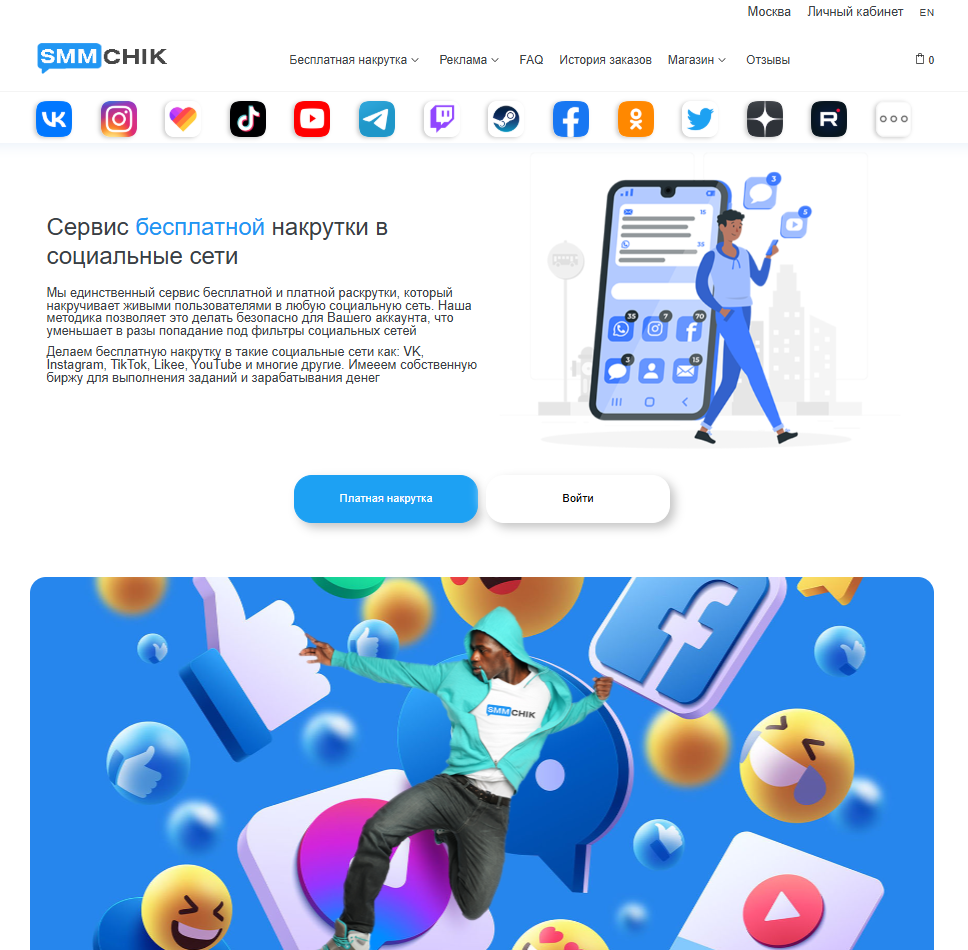 Москва Личный кабинет EN
SMMCHIK
Бесплатная накрутка Реклама FAQ История заказов Магазин Отзывы 0
Сервис бесплатной накрутки в
социальные сети
Мы единственный сервис бесплатной и платной раскрутки, который
накручивает живыми пользователями в любую социальную сеть. Наша
методика позволяет это делать безопасно для Вашего аккаунта, что
уменьшает в разы попадание под фильтры социальных сетей
Делаем бесплатную накрутку в такие социальные сети как: VK,
Instagram, TikTok, Likee, YouTube и многие другие. Имееем собственную
биржу для выполнения заданий и зарабатывания денег
3
5
15
35
35 7 70
3 15
Платная накрутка Войти
SMMCHIK